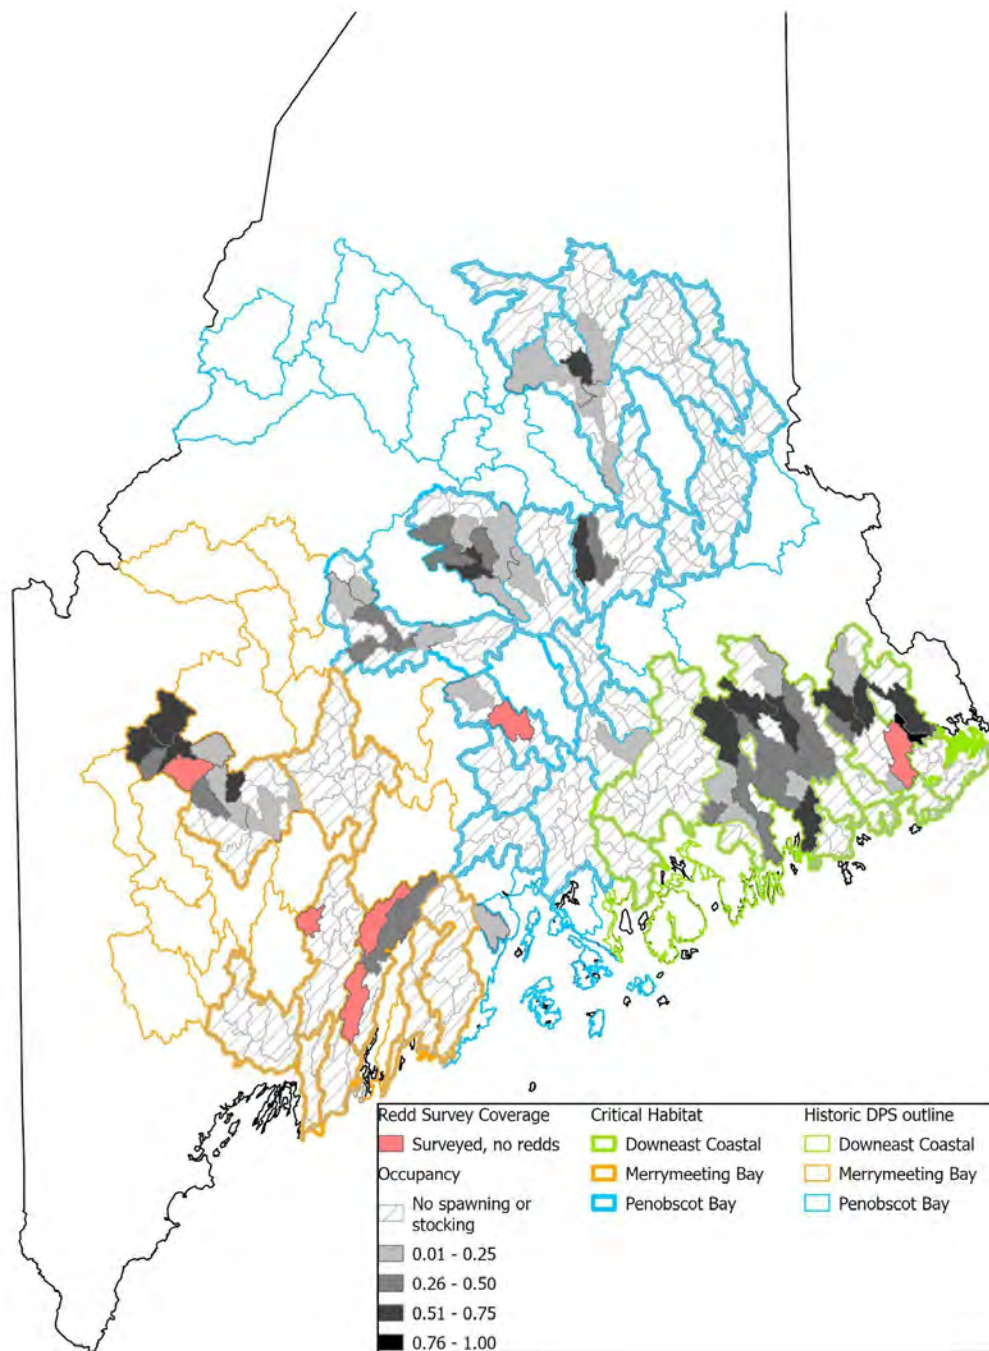 Redd Survey Coverage
Surveyed, no redds
Occupancy
No spawning or
stocking
0.01 - 0.25
0.26 - 0.50
0.51 - 0.75
0.76 - 1.00
Critical Habitat
Downeast Coastal
Merrymeeting Bay
Penobscot Bay
Historic DPS outline
Downeast Coastal
Merrymeeting Bay
Penobscot Bay